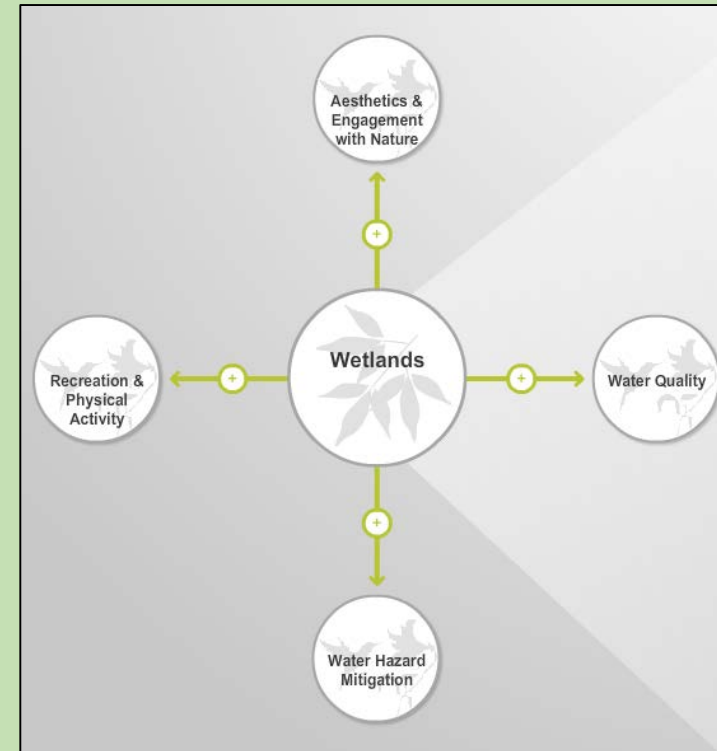 Aesthetics &
Engagement
with Nature
+
Recreation &
Physical
Activity
+
Wetlands
+
Water Quality
+
Water Hazard
Mitigation